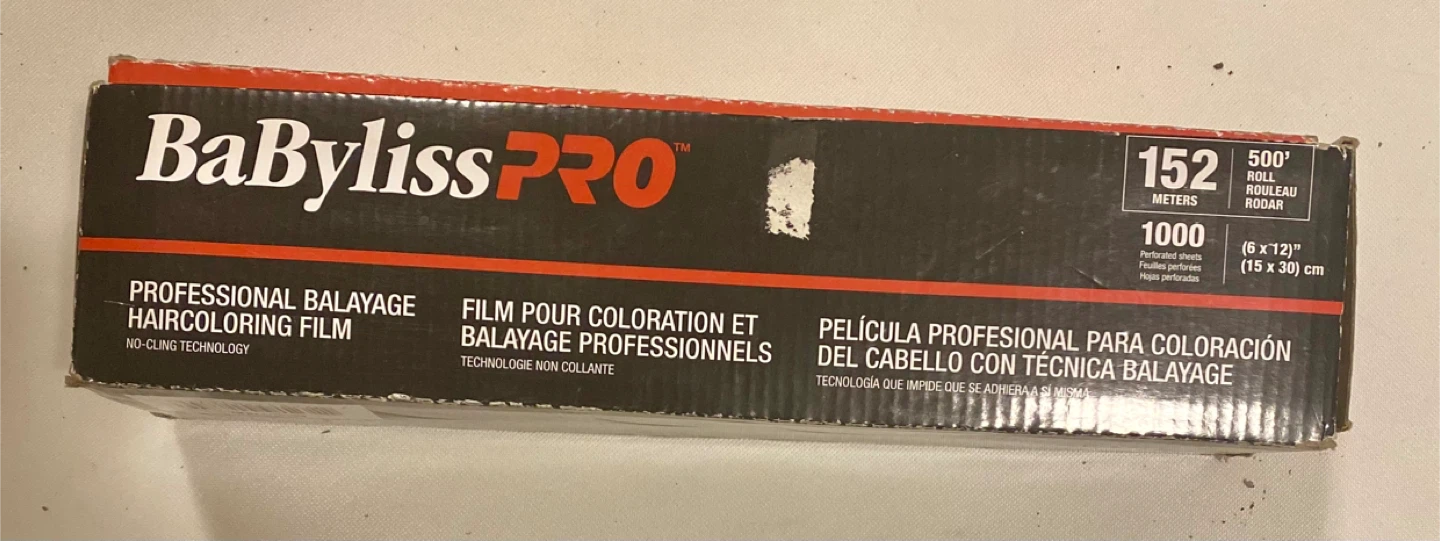 BaBylissPRO™
152
METERS
500’
ROLL
ROULEAU
RODAR
1000
Perforated sheets
Feuilles perforées
Hojas perforadas
(6 x 12)”
(15 x 30) cm
PROFESSIONAL BALAYAGE
HAIRCOLORING FILM
NO-CLING TECHNOLOGY
FILM POUR COLORATION ET
BALAYAGE PROFESSIONNELS
TECHNOLOGIE NON COLLANTE
PELÍCULA PROFESIONAL PARA COLORACIÓN
DEL CABELLO CON TÉCNICA BALAYAGE
TECNOLOGÍA QUE IMPIDE QUE SE ADHIERA A SÍ MISMA